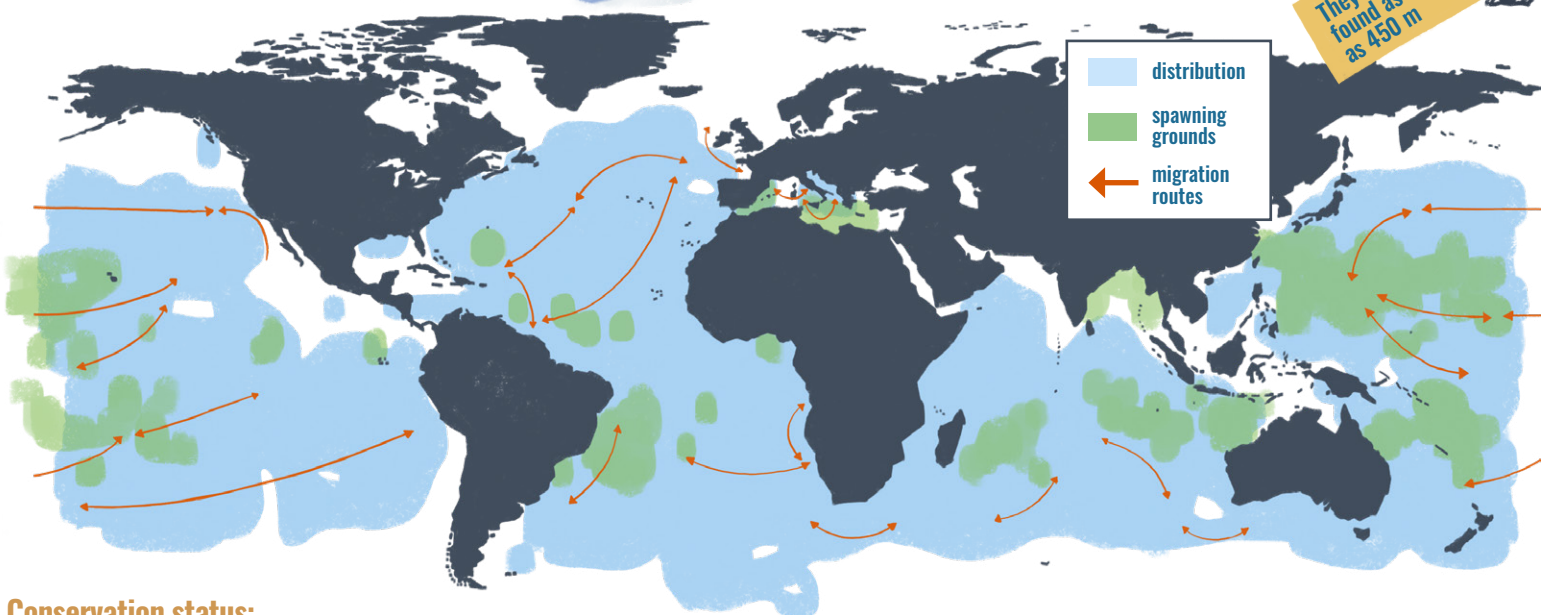 They
found as
as 450 m
distribution
spawning
grounds
migration
routes
Conservation status: